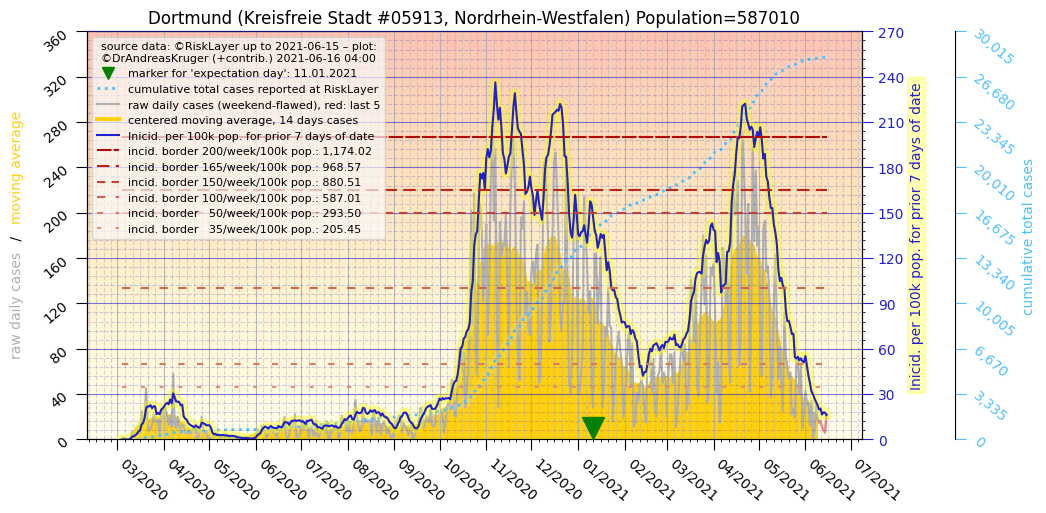 Dortmund (Kreisfreie Stadt #05913, Nordrhein-Westfalen) Population=587010
source data: ©RiskLayer up to 2021-06-15 – plot:
©DrAndreasKruger (+contrib.) 2021-06-16 04:00
marker for 'expectation day': 11.01.2021
cumulative total cases reported at RiskLayer
raw daily cases (weekend-flawed), red: last 5
centered moving average, 14 days cases
Inicid. per 100k pop. for prior 7 days of date
incid. border 200/week/100k pop.: 1,174.02
incid. border 165/week/100k pop.: 968.57
incid. border 150/week/100k pop.: 880.51
incid. border 100/week/100k pop.: 587.01
incid. border 50/week/100k pop.: 293.50
incid. border 35/week/100k pop.: 205.45
raw daily cases / moving average
360
320
280
240
200
160
120
80
40
0
270
240
210
180
150
120
90
60
30
0
Inicid. per 100k pop. for prior 7 days of date
30,015
26,680
23,345
20,010
16,675
13,340
10,005
6,670
3,335
0
cumulative total cases
03/2020
04/2020
05/2020
06/2020
07/2020
08/2020
09/2020
10/2020
11/2020
12/2020
01/2021
02/2021
03/2021
04/2021
05/2021
06/2021
07/2021